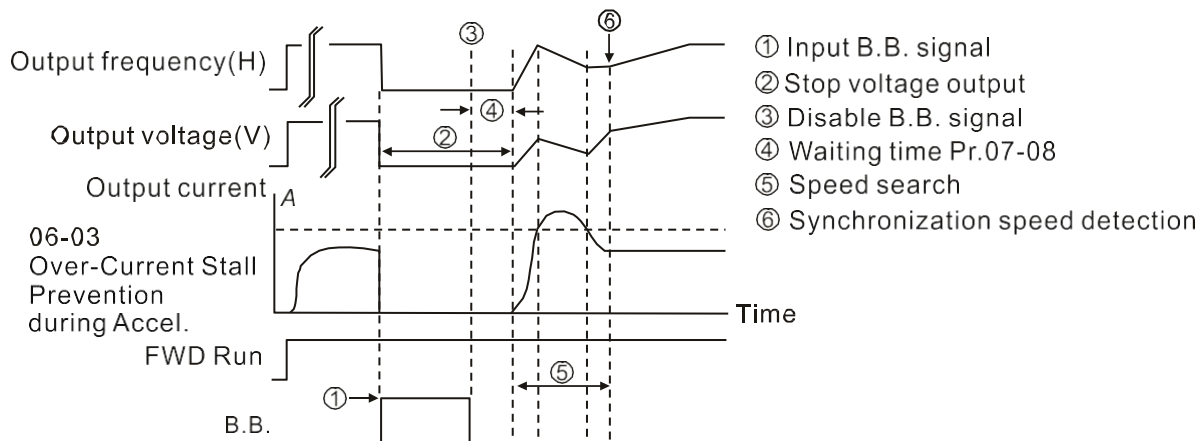 ③
⑥
Output frequency(H)
④
Output voltage(V)
②
Output current
A
06-03
Over-Current Stall
Prevention
during Accel.
Time
FWD Run
⑤
①
B.B.
① Input B.B. signal
② Stop voltage output
③ Disable B.B. signal
④ Waiting time Pr.07-08
⑤ Speed search
⑥ Synchronization speed detection